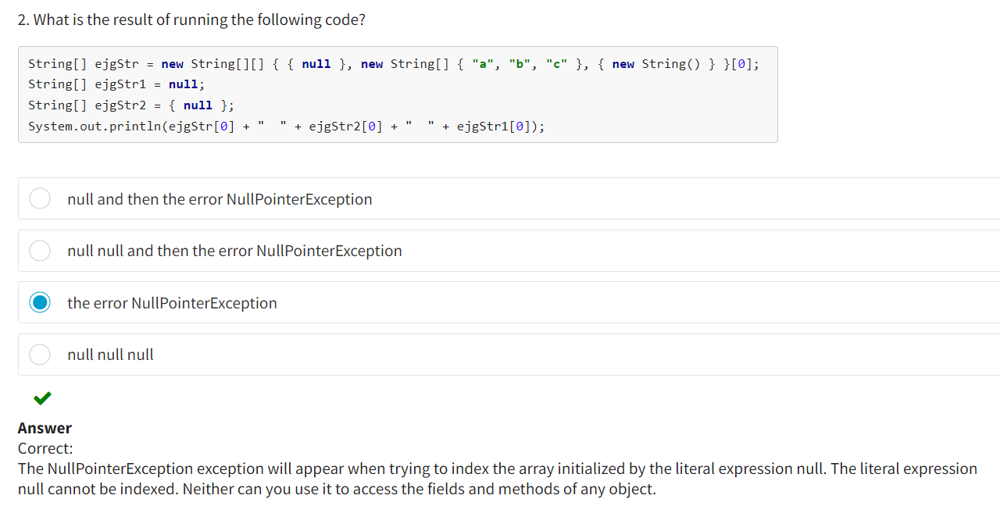 2. What is the result of running the following code?
String[] ejgStr = new String[][] { { null }, new String[] { "a", "b", "c" }, { new String() } }[0];
String[] ejgStr1 = null;
String[] ejgStr2 = { null };
System.out.println(ejgStr[0] + "  " + ejgStr2[0] + "  " + ejgStr1[0]);
null and then the error NullPointerException
null null and then the error NullPointerException
the error NullPointerException
null null null
Answer
Correct:
The NullPointerException exception will appear when trying to index the array initialized by the literal expression null. The literal expression
null cannot be indexed. Neither can you use it to access the fields and methods of any object.